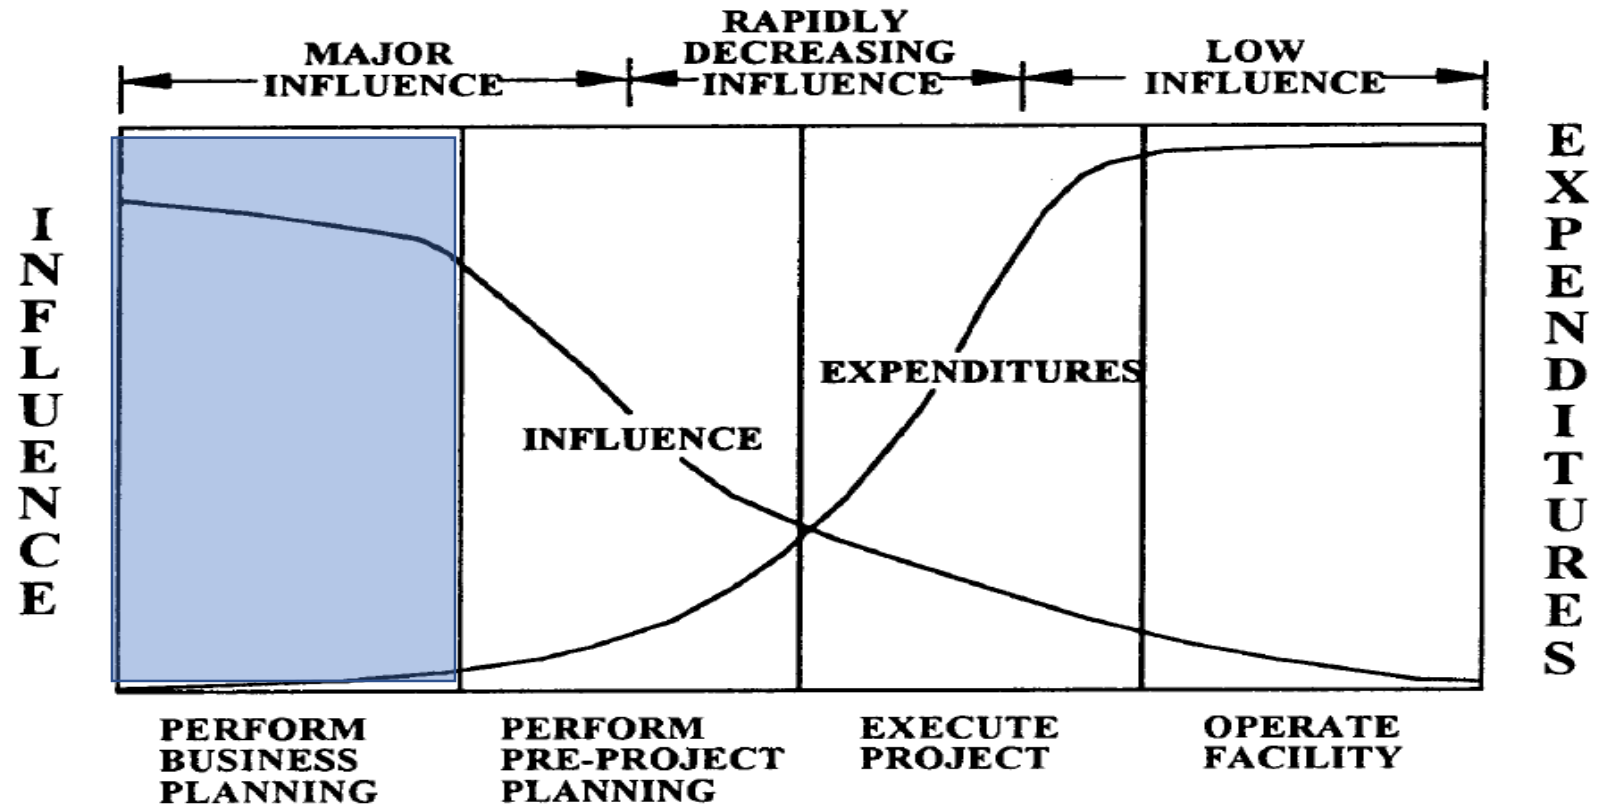 MAJOR
INFLUENCE
RAPIDLY
DECREASING
INFLUENCE
LOW
INFLUENCE
INFLUENCE
EXPENDITURES
INFLUENCE
EXPENDITURES
PERFORM
BUSINESS
PLANNING
PERFORM
PRE-PROJECT
PLANNING
EXECUTE
PROJECT
OPERATE
FACILITY